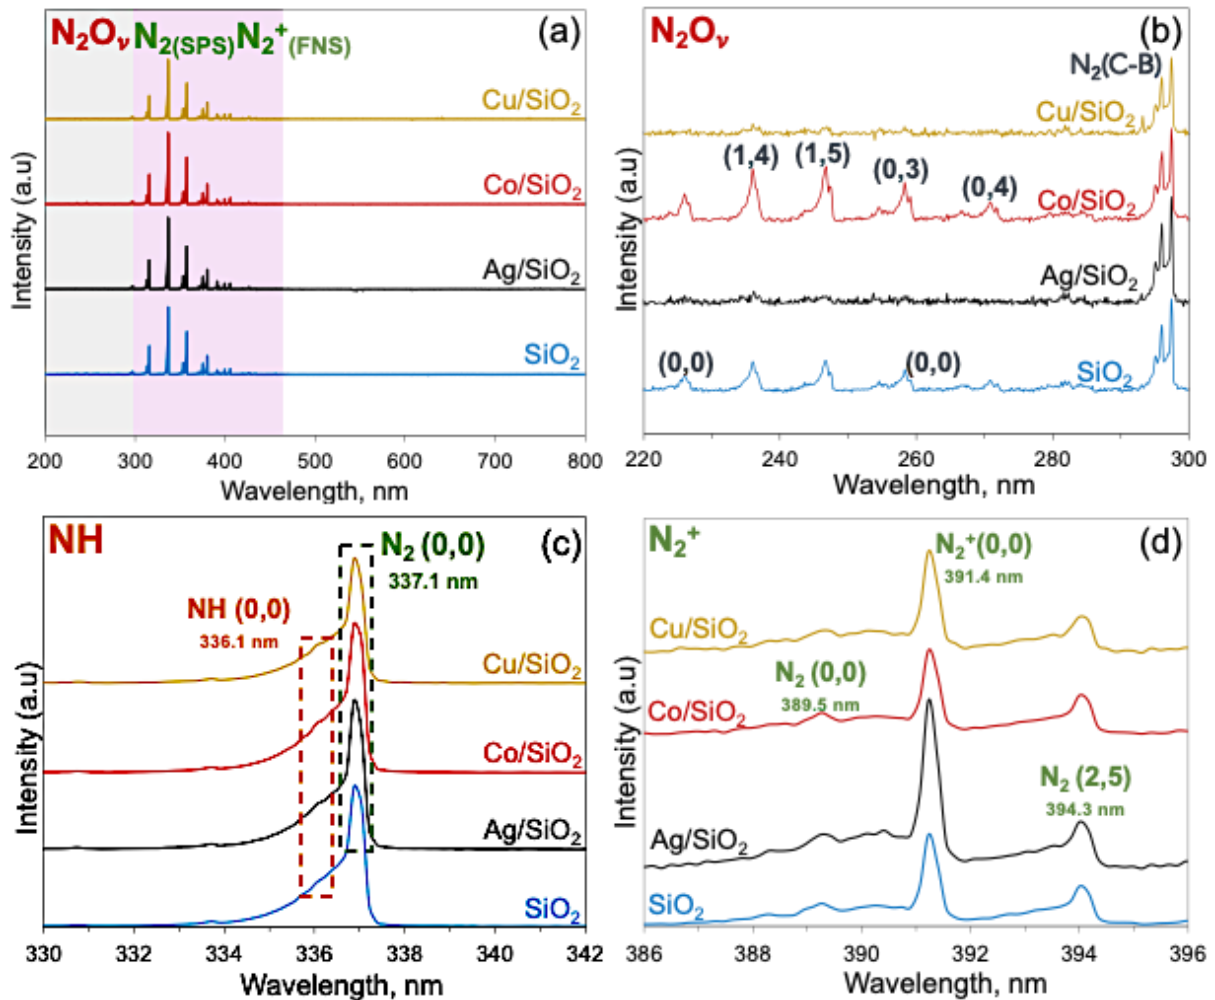 N₂Oᵥ N₂(SPS) N₂⁺(FNS) (a)
Cu/SiO₂
Co/SiO₂
Ag/SiO₂
SiO₂
Intensity (a.u)
200 300 400 500 600 700 800
Wavelength, nm
N₂Oᵥ (b)
N₂(C-B)
Cu/SiO₂
(1,4) (1,5) (0,3) (0,4)
Co/SiO₂
Ag/SiO₂
(0,0) (0,0)
SiO₂
Intensity (a.u)
220 240 260 280 300
Wavelength, nm
NH (c)
N₂ (0,0)
337.1 nm
NH (0,0)
336.1 nm
Cu/SiO₂
Co/SiO₂
Ag/SiO₂
SiO₂
Intensity (a.u)
330 332 334 336 338 340 342
Wavelength, nm
N₂⁺ (d)
N₂⁺(0,0)
391.4 nm
Cu/SiO₂
N₂ (0,0)
389.5 nm
Co/SiO₂
N₂ (2,5)
394.3 nm
Ag/SiO₂
SiO₂
Intensity (a.u)
386 388 390 392 394 396
Wavelength, nm